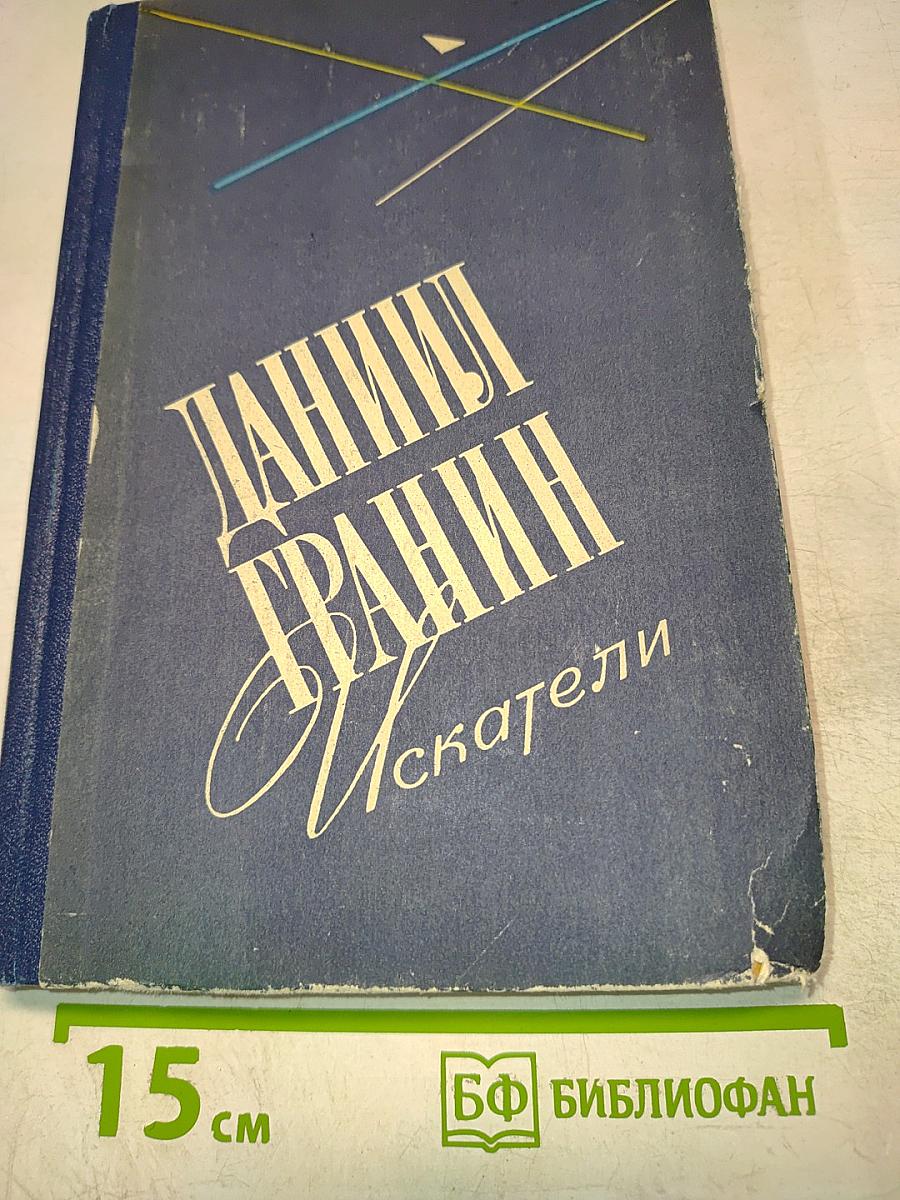 ДАНИИЛ
ГРАНИН
Искатели
15 см
БФ БИБЛИОФАН